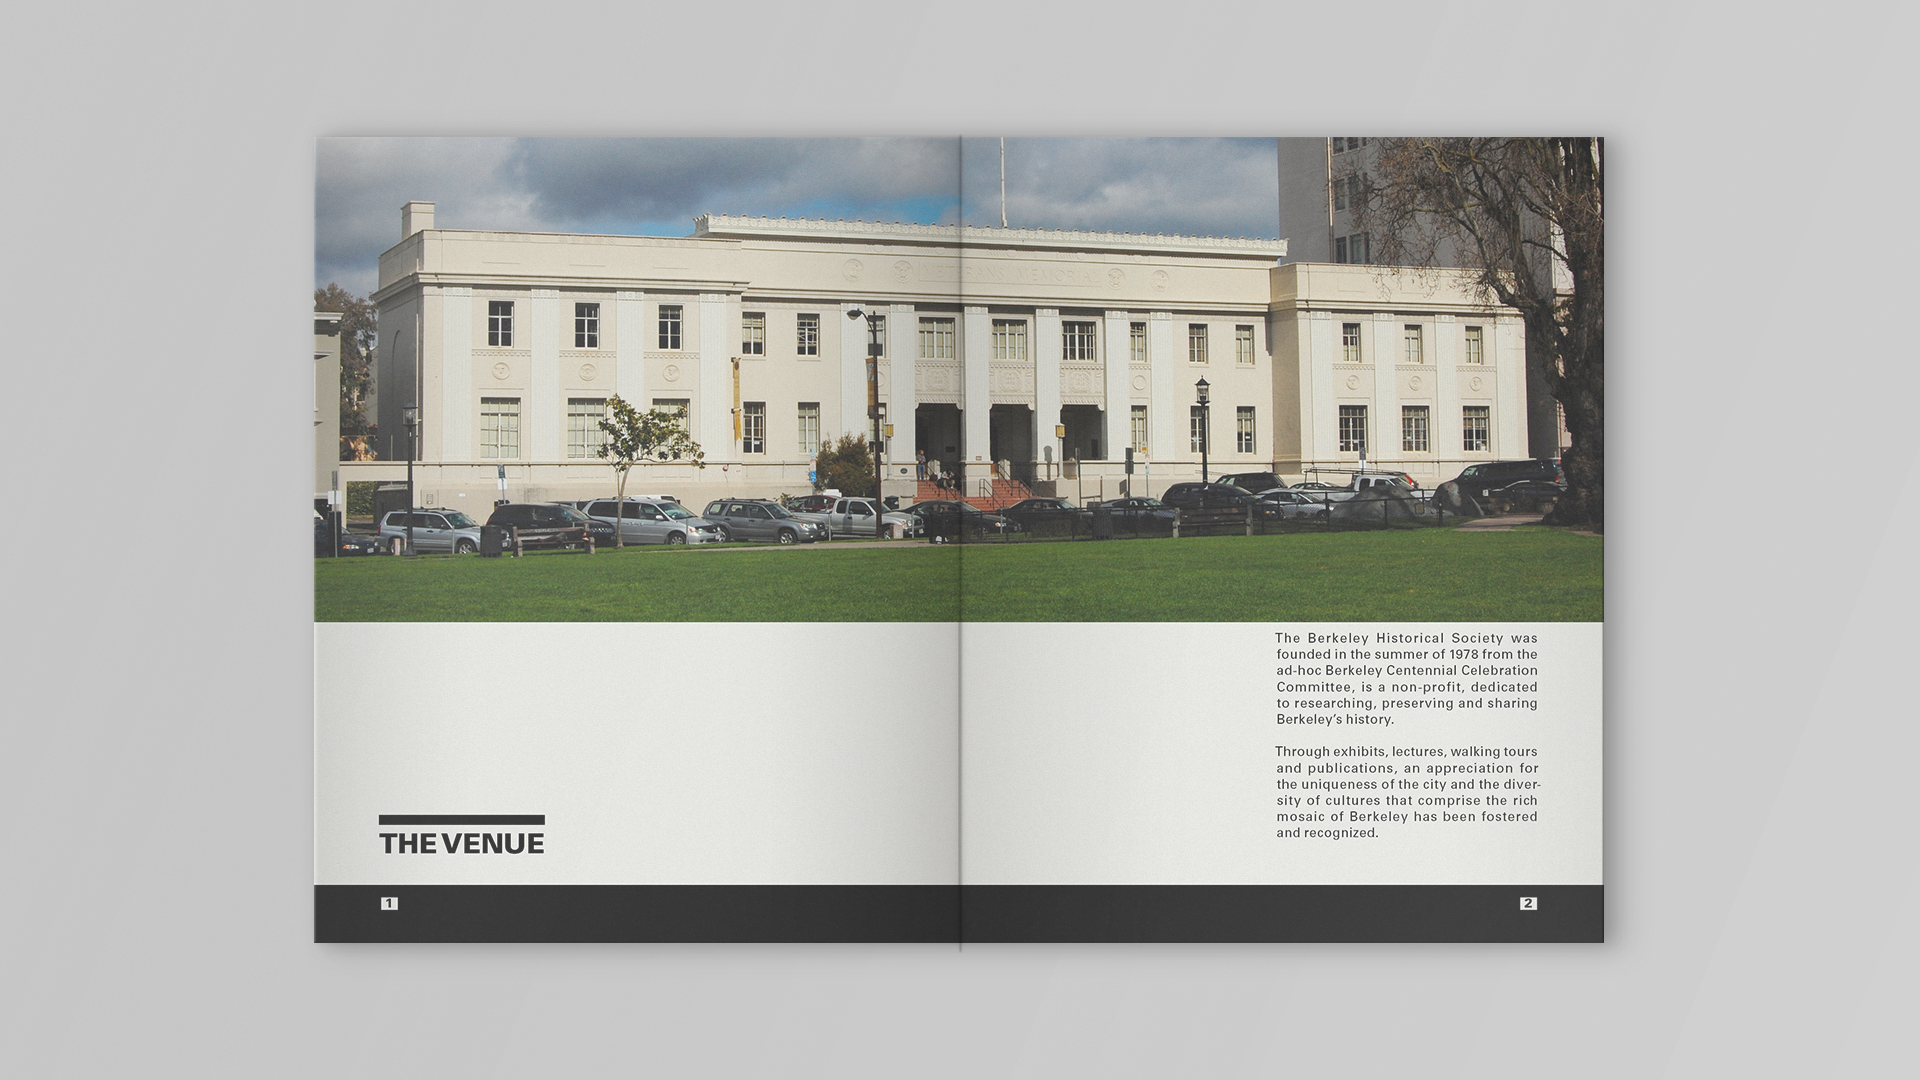 MEMORIAL
THE VENUE
The Berkeley Historical Society was
founded in the summer of 1978 from the
ad-hoc Berkeley Centennial Celebration
Committee, is a non-profit, dedicated
to researching, preserving and sharing
Berkeley's history.
Through exhibits, lectures, walking tours
and publications, an appreciation for
the uniqueness of the city and the diver-
sity of cultures that comprise the rich
mosaic of Berkeley has been fostered
and recognized.
1
2